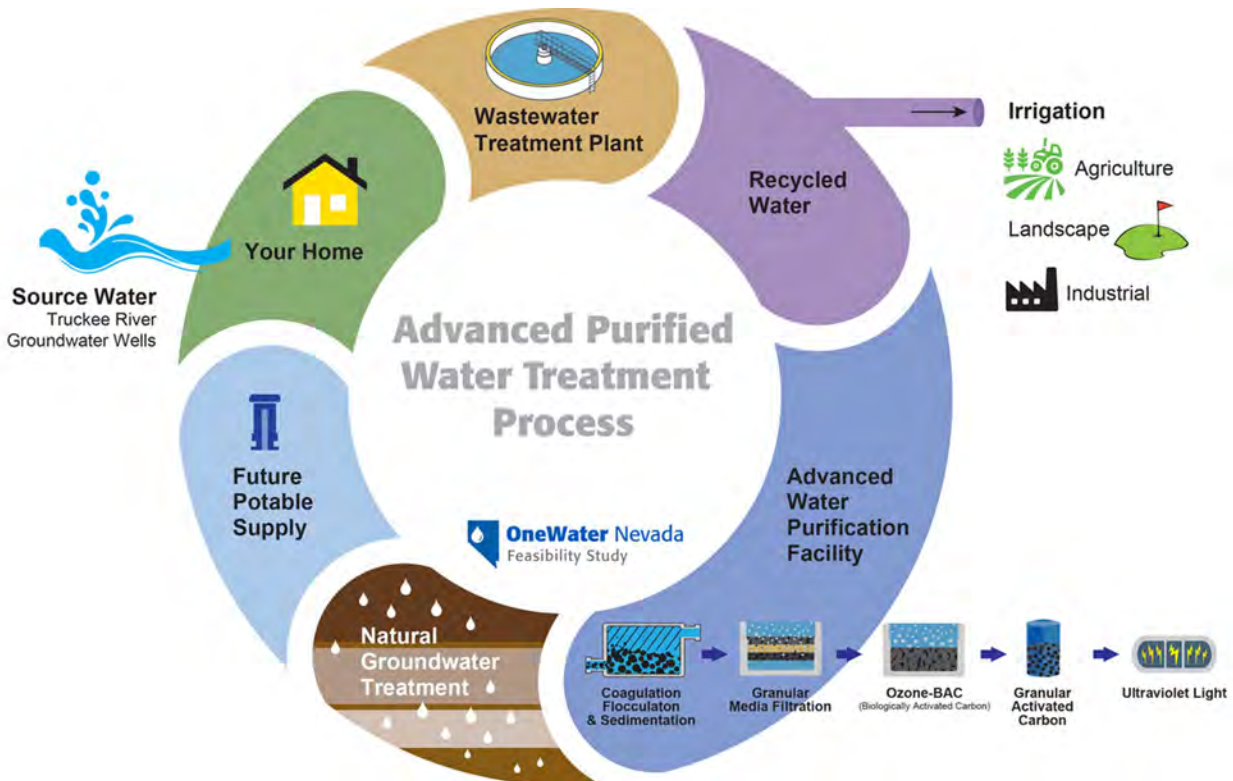 Wastewater
Treatment Plant
Recycled
Water
Irrigation
Agriculture
Landscape
Industrial
Your Home
Source Water
Truckee River
Groundwater Wells
Advanced Purified
Water Treatment
Process
Future
Potable
Supply
Advanced
Water
Purification
Facility
OneWater Nevada
Feasibility Study
Natural
Groundwater
Treatment
Coagulation
Flocculaton
& Sedimentation
Granular
Media Filtration
Ozone-BAC
(Biologically Activated Carbon)
Granular
Activated
Carbon
Ultraviolet Light